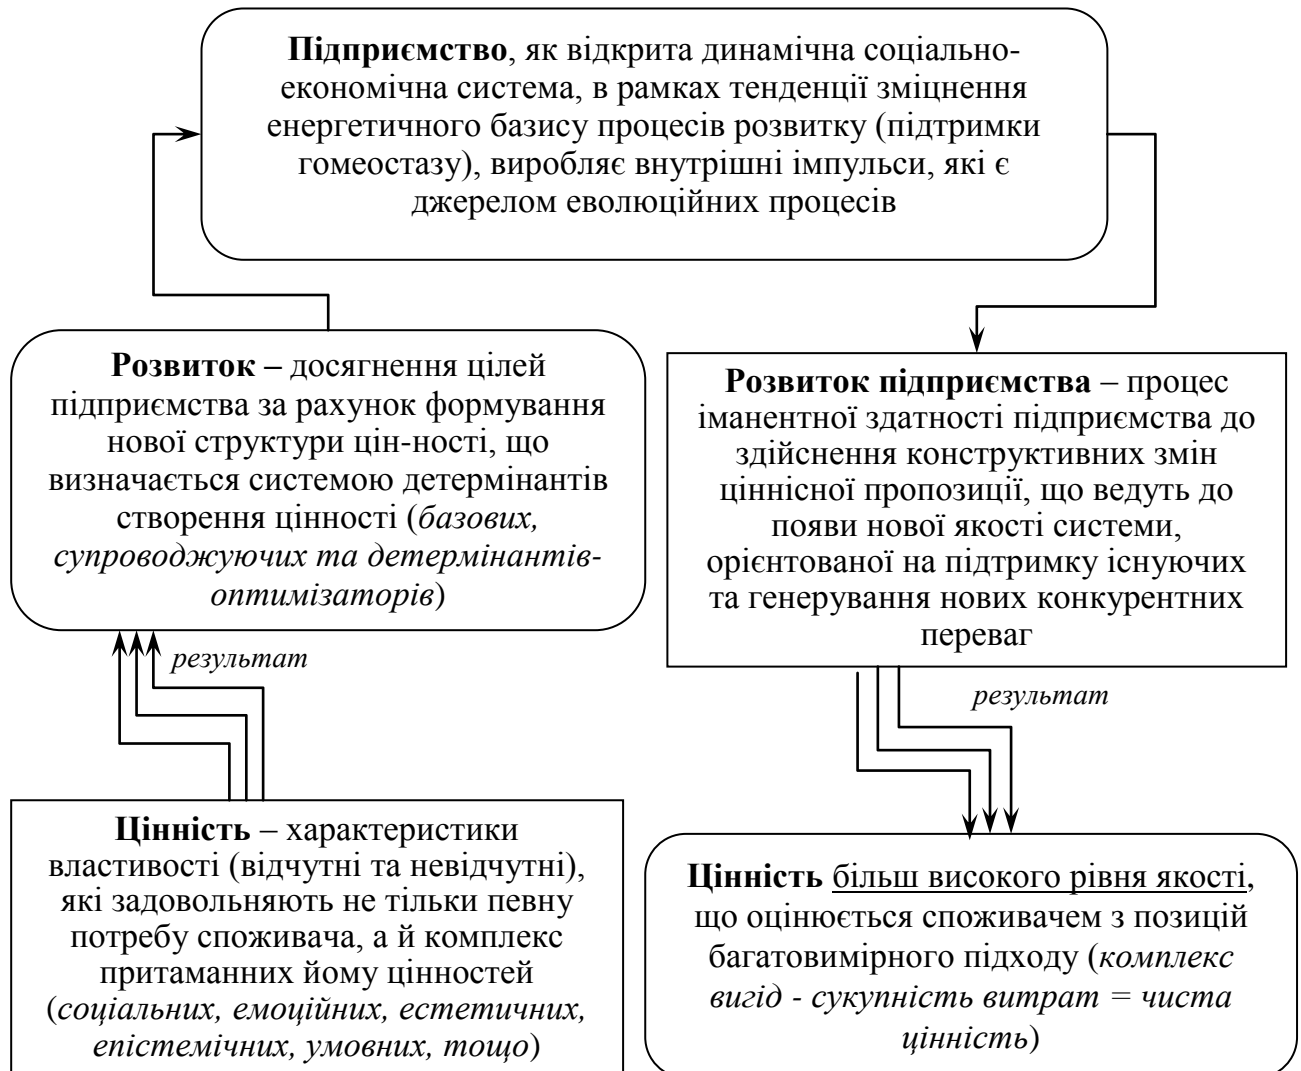 Підприємство, як відкрита динамічна соціально-
економічна система, в рамках тенденції зміцнення
енергетичного базису процесів розвитку (підтримки
гомеостазу), виробляє внутрішні імпульси, які є
джерелом еволюційних процесів
Розвиток – досягнення цілей
підприємства за рахунок формування
нової структури цін-ності, що
визначається системою детермінантів
створення цінності (базових,
супроводжуючих та детермінантів-
оптимізаторів)
результат
Цінність – характеристики
властивості (відчутні та невідчутні),
які задовольняють не тільки певну
потребу споживача, а й комплекс
притаманних йому цінностей
(соціальних, емоційних, естетичних,
епістемічних, умовних, тощо)
Розвиток підприємства – процес
іманентної здатності підприємства до
здійснення конструктивних змін
ціннісної пропозиції, що ведуть до
появи нової якості системи,
орієнтованої на підтримку існуючих
та генерування нових конкурентних
переваг
результат
Цінність більш високого рівня якості,
що оцінюється споживачем з позицій
багатовимірного підходу (комплекс
вигід - сукупність витрат = чиста
цінність)